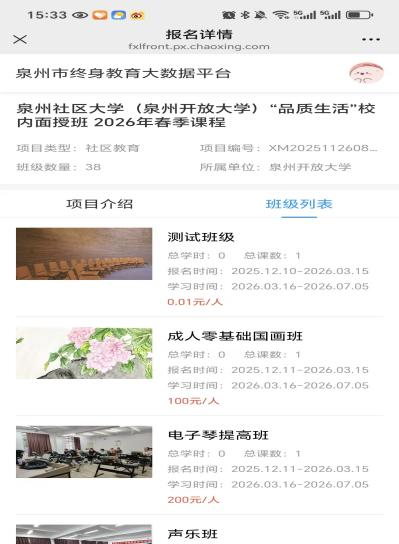 15:33
报名详情
fxlfront.px.chaoxing.com
泉州市终身教育大数据平台
泉州社区大学（泉州开放大学）“品质生活”校
内面授班 2026年春季课程
项目类型：社区教育
项目编号：XM2025112608...
班级数量：38
所属单位：泉州开放大学
项目介绍
班级列表
测试班级
总学时：0 总课数：1
报名时间：2025.12.10-2026.03.15
学习时间：2026.03.16-2026.07.05
0.01元/人
成人零基础国画班
总学时：0 总课数：1
报名时间：2025.12.11-2026.03.15
学习时间：2026.03.16-2026.07.05
100元/人
电子琴提高班
总学时：0 总课数：1
报名时间：2025.12.11-2026.03.15
学习时间：2026.03.16-2026.07.05
200元/人
声乐班